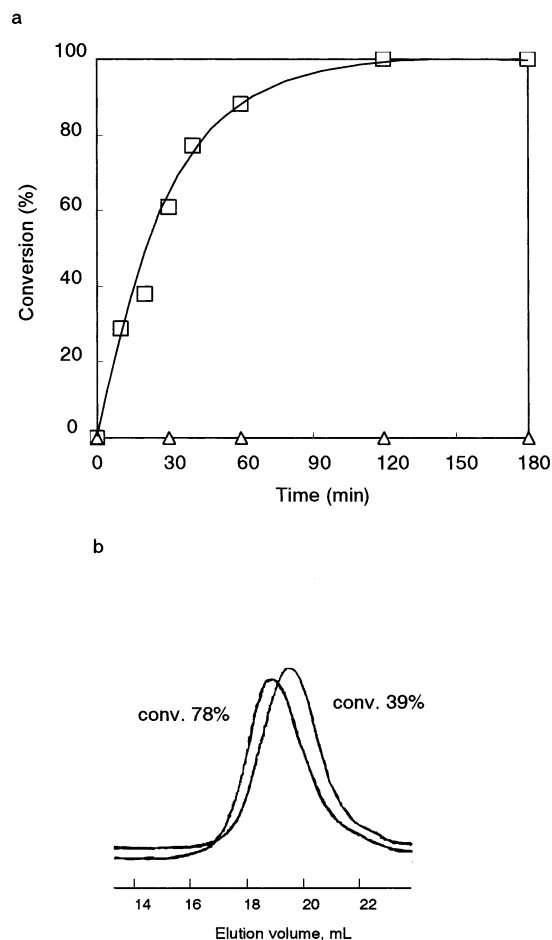 a
100
80
60
40
20
0
Conversion (%)
0 30 60 90 120 150 180
Time (min)
b
conv. 78%
conv. 39%
14 16 18 20 22
Elution volume, mL